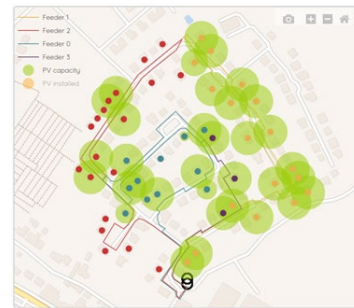 Feeder 1
Feeder 2
Feeder 0
Feeder 3
PV capacity
PV installed